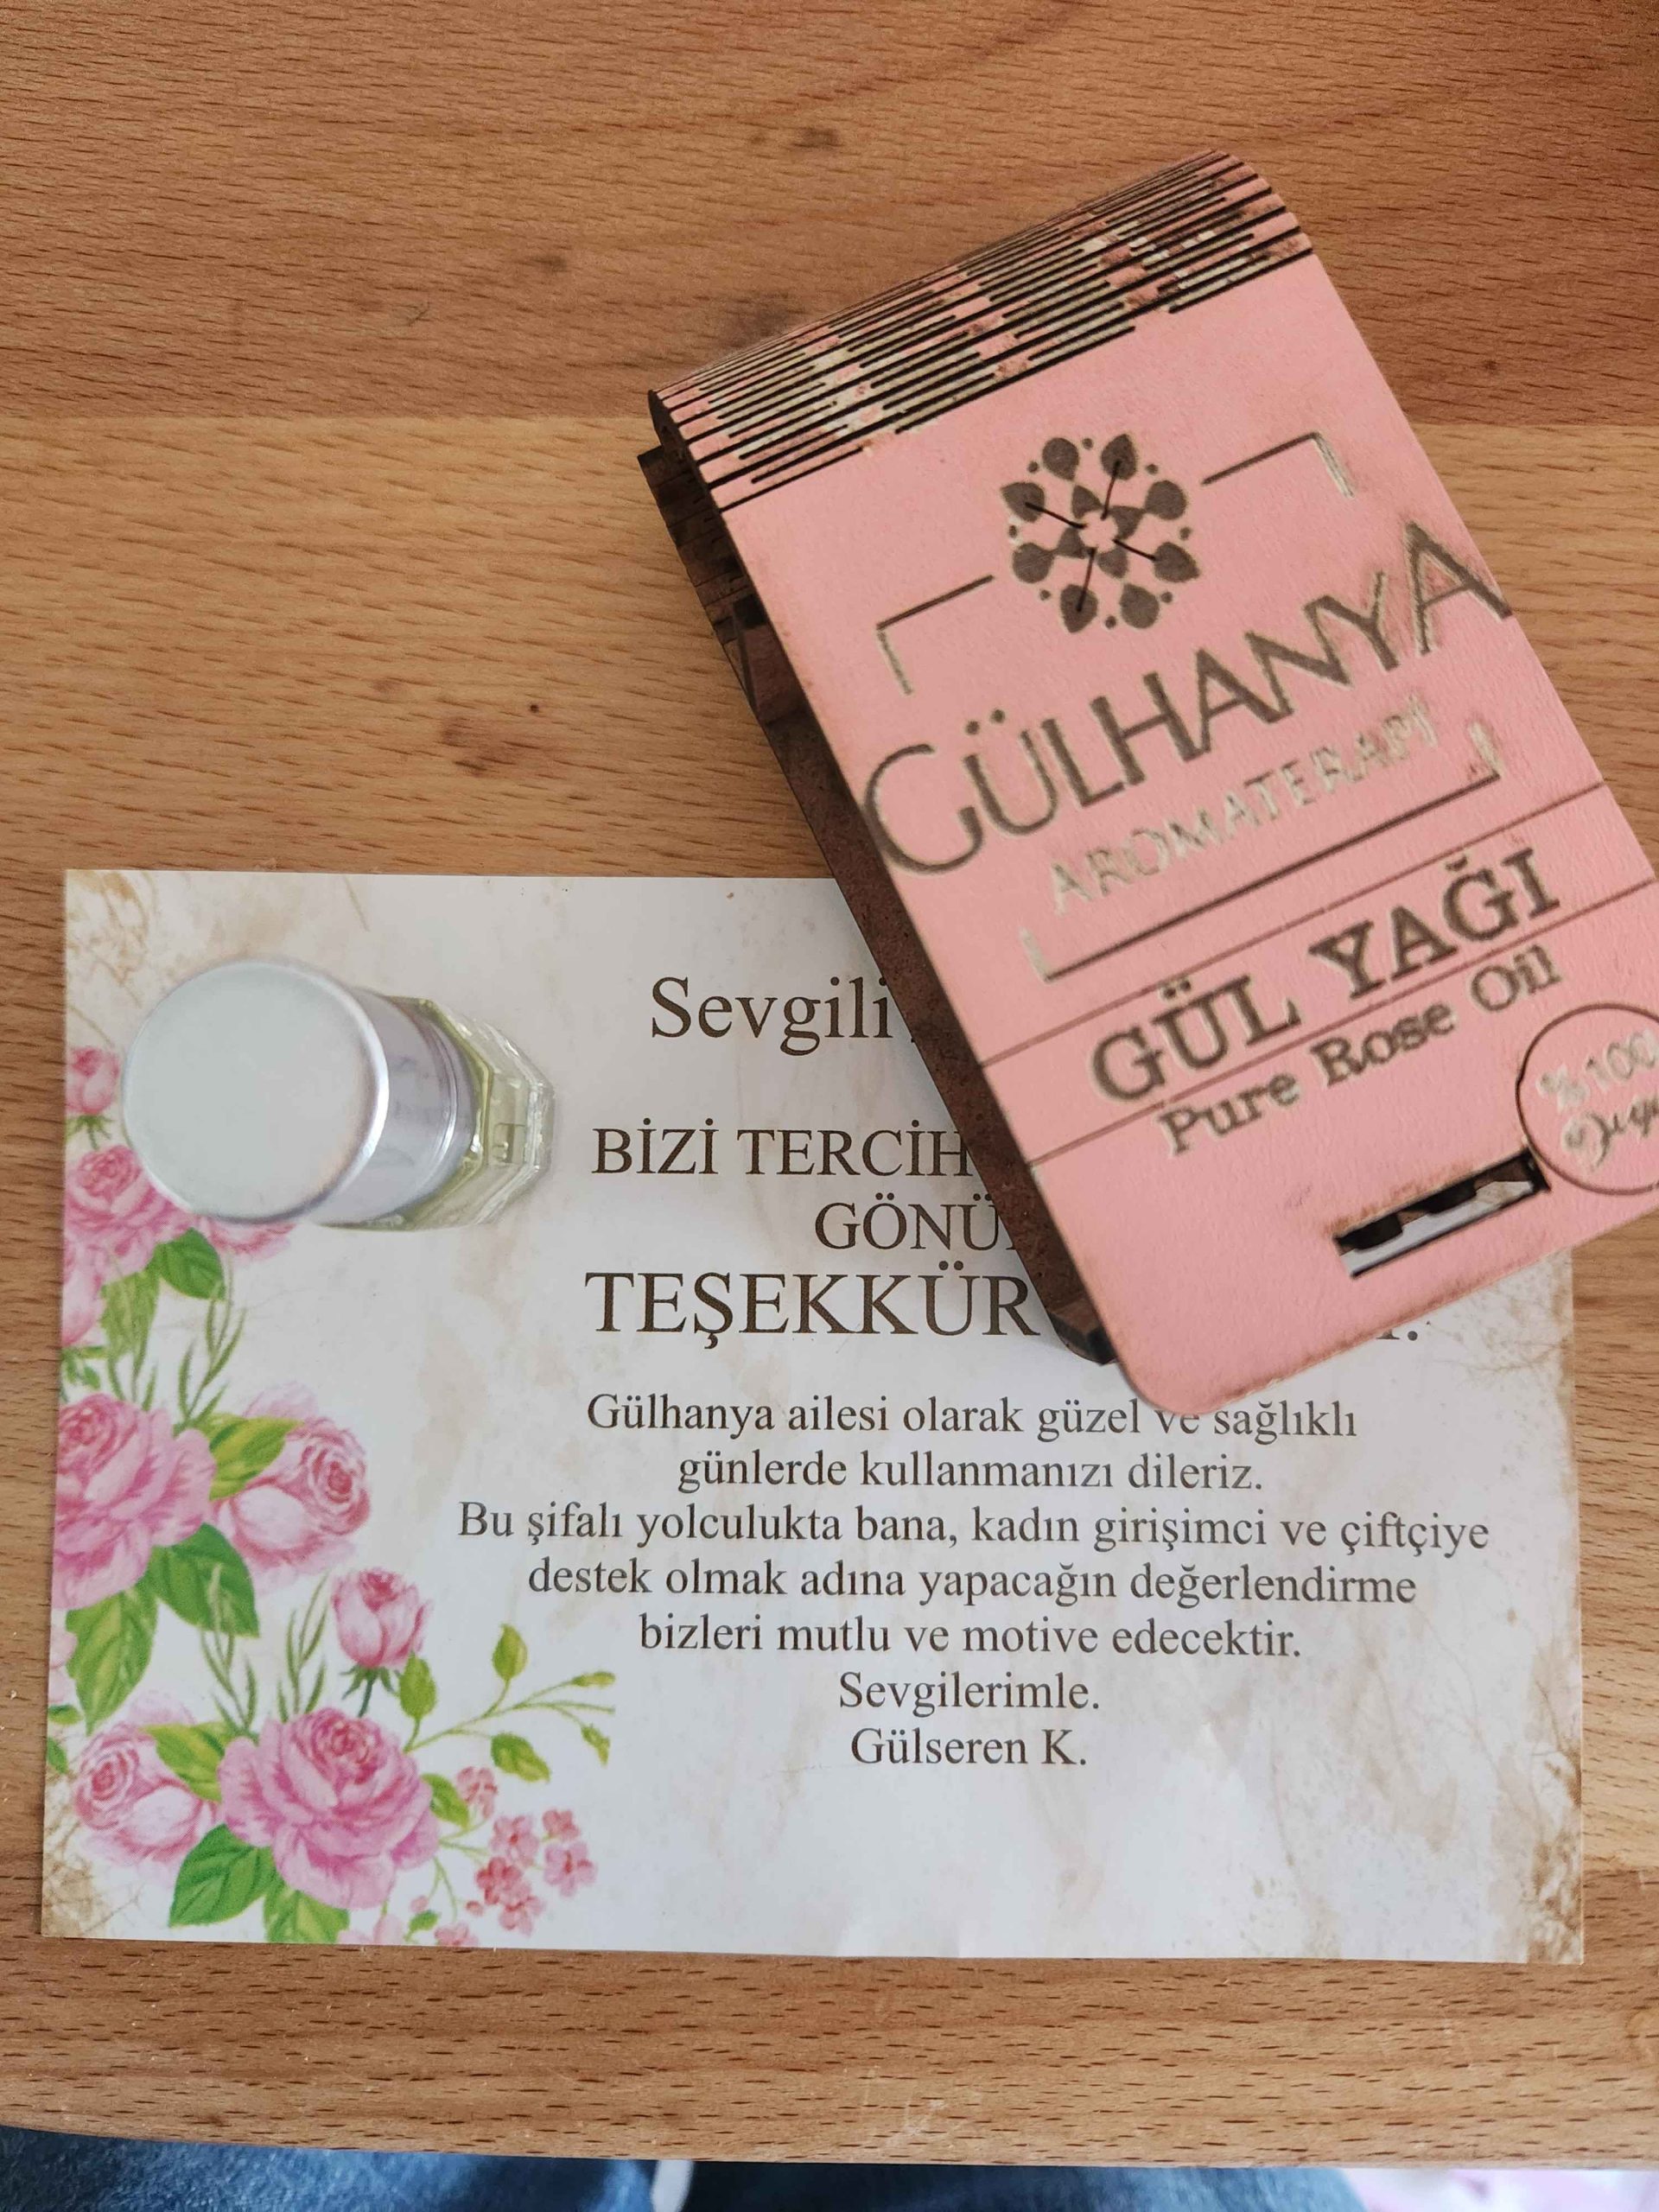 GÜLHANYA
AROMATERAPİ
GÜL YAĞI
Pure Rose Oil
%100
Sevgili
BİZİ TERCİH
TEŞEKKÜR
Gülhanya ailesi olarak güzel ve sağlıklı
günlerde kullanmanızı dileriz.
Bu şifalı yolculukta bana, kadın girişimci ve çiftçiye
destek olmak adına yapacağın değerlendirme
bizleri mutlu ve motive edecektir.
Sevgilerimle.
Gülseren K.